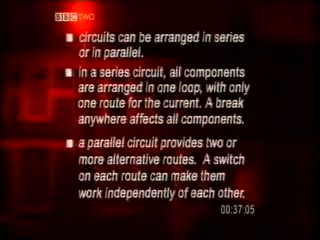 BBC TWO
circuits can be arranged in series
or in parallel.
in a series circuit, all components
are arranged in one loop, with only
one route for the current. A break
anywhere affects all components.
a parallel circuit provides two or
more alternative routes. A switch
on each route can make them
work independently of each other.
00:37:05